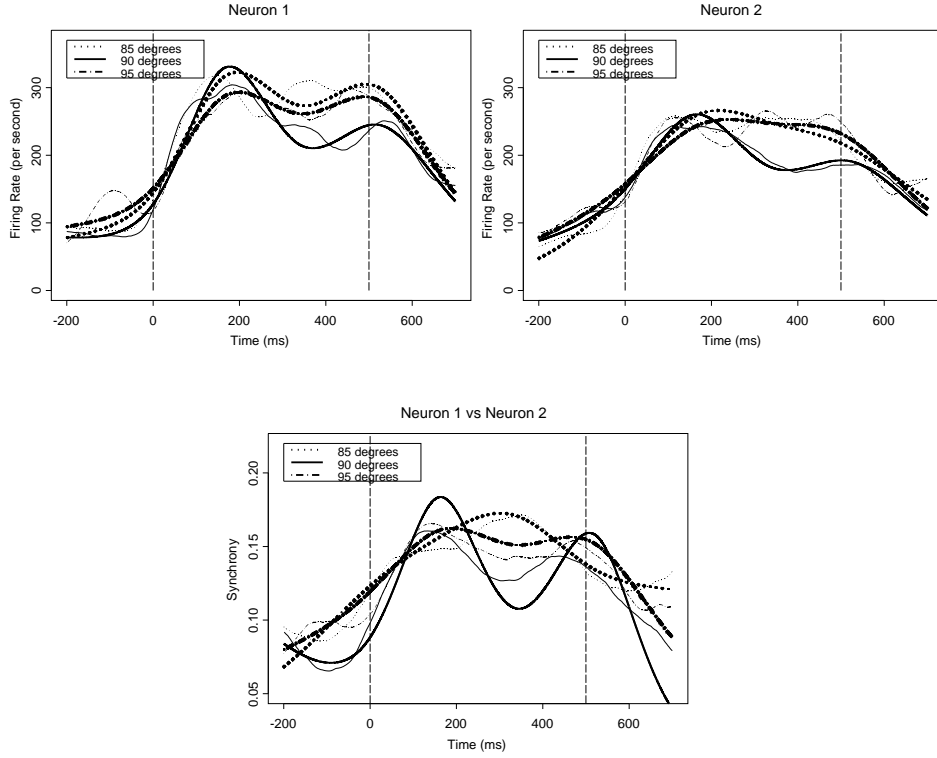 Neuron 1
Firing Rate (per second)
0 100 200 300
85 degrees
90 degrees
95 degrees
-200 0 200 400 600
Time (ms)
Neuron 2
Firing Rate (per second)
0 100 200 300
85 degrees
90 degrees
95 degrees
-200 0 200 400 600
Time (ms)
Neuron 1 vs Neuron 2
Synchrony
0.05 0.10 0.15 0.20
85 degrees
90 degrees
95 degrees
-200 0 200 400 600
Time (ms)